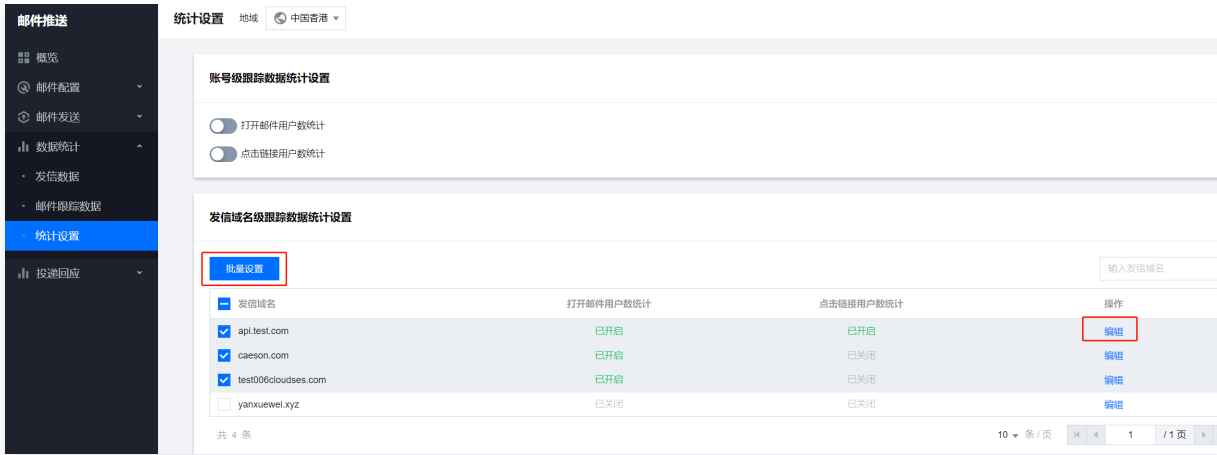 邮件推送
统计设置 地域 中国香港
概览
邮件配置
邮件发送
数据统计
发信数据
邮件跟踪数据
统计设置
投递回应
账号级跟踪数据统计设置
打开邮件用户数统计
点击链接用户数统计
发信域名级跟踪数据统计设置
批量设置 输入发信域名
发信域名 打开邮件用户数统计 点击链接用户数统计 操作
api.test.com 已开启 已开启 编辑
caeson.com 已开启 已关闭 编辑
test006cloudses.com 已开启 已关闭 编辑
yanxuewei.xyz 已关闭 已关闭 编辑
共 4 条 10 条 / 页 1 / 1 页